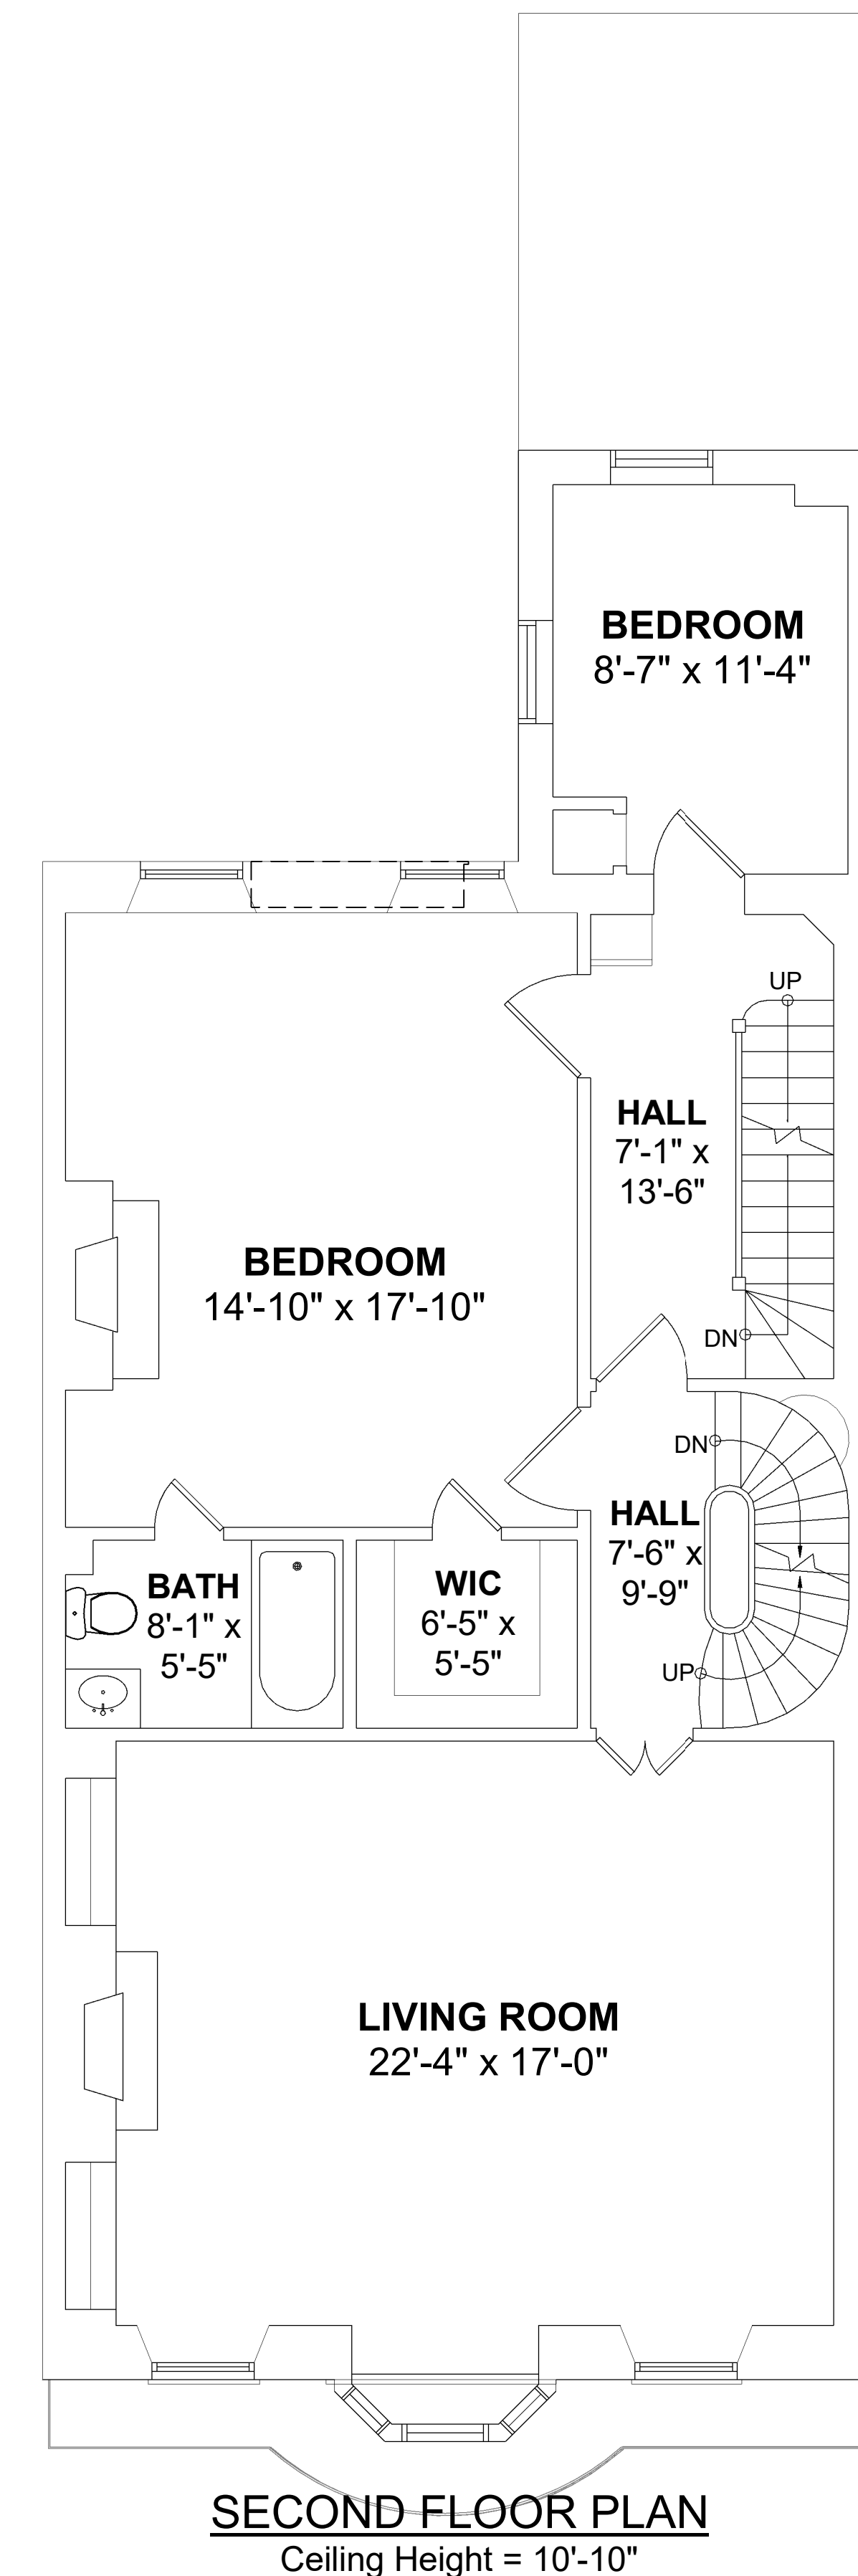 BEDROOM
8'-7" x 11'-4"
UP
HALL
7'-1" x
13'-6"
BEDROOM
14'-10" x 17'-10"
DN
DN
HALL
7'-6" x
9'-9"
BATH
8'-1" x
5'-5"
WIC
6'-5" x
5'-5"
UP
LIVING ROOM
22'-4" x 17'-0"
SECOND FLOOR PLAN
Ceiling Height = 10'-10"